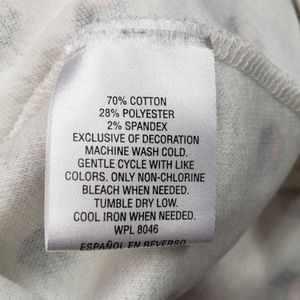 70% COTTON
28% POLYESTER
2% SPANDEX
EXCLUSIVE OF DECORATION
MACHINE WASH COLD.
GENTLE CYCLE WITH LIKE
COLORS. ONLY NON-CHLORINE
BLEACH WHEN NEEDED.
TUMBLE DRY LOW.
COOL IRON WHEN NEEDED.
WPL 8046
ESPAÑOL EN REVERSO